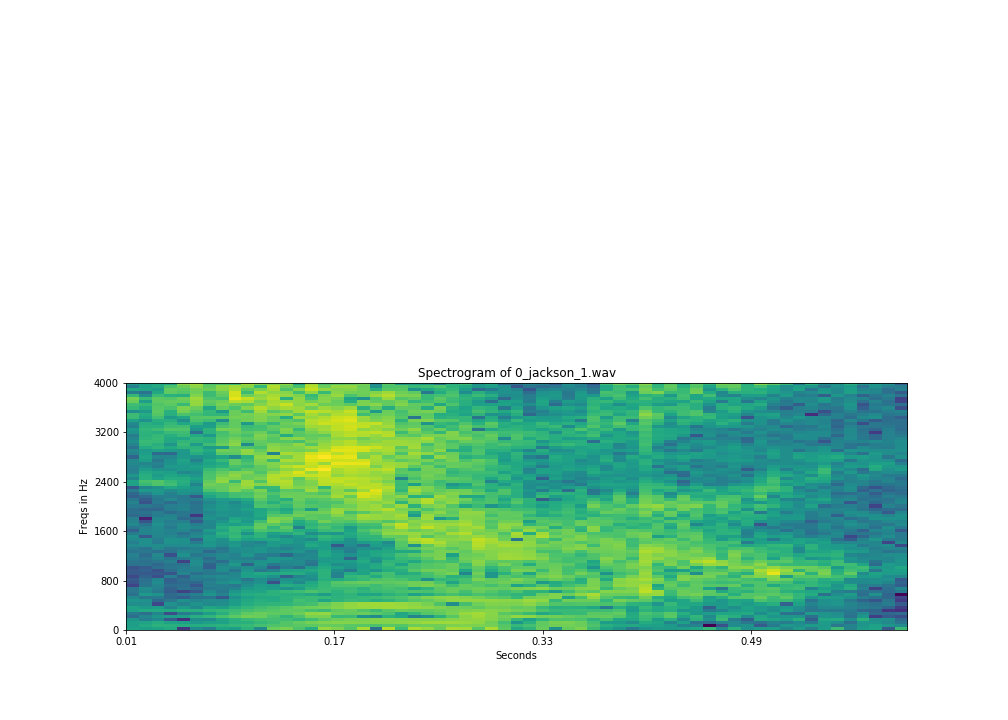 Spectrogram of 0_jackson_1.wav
4000
3200
2400
1600
800
0
Freqs in Hz
0.01 0.17 0.33 0.49
Seconds